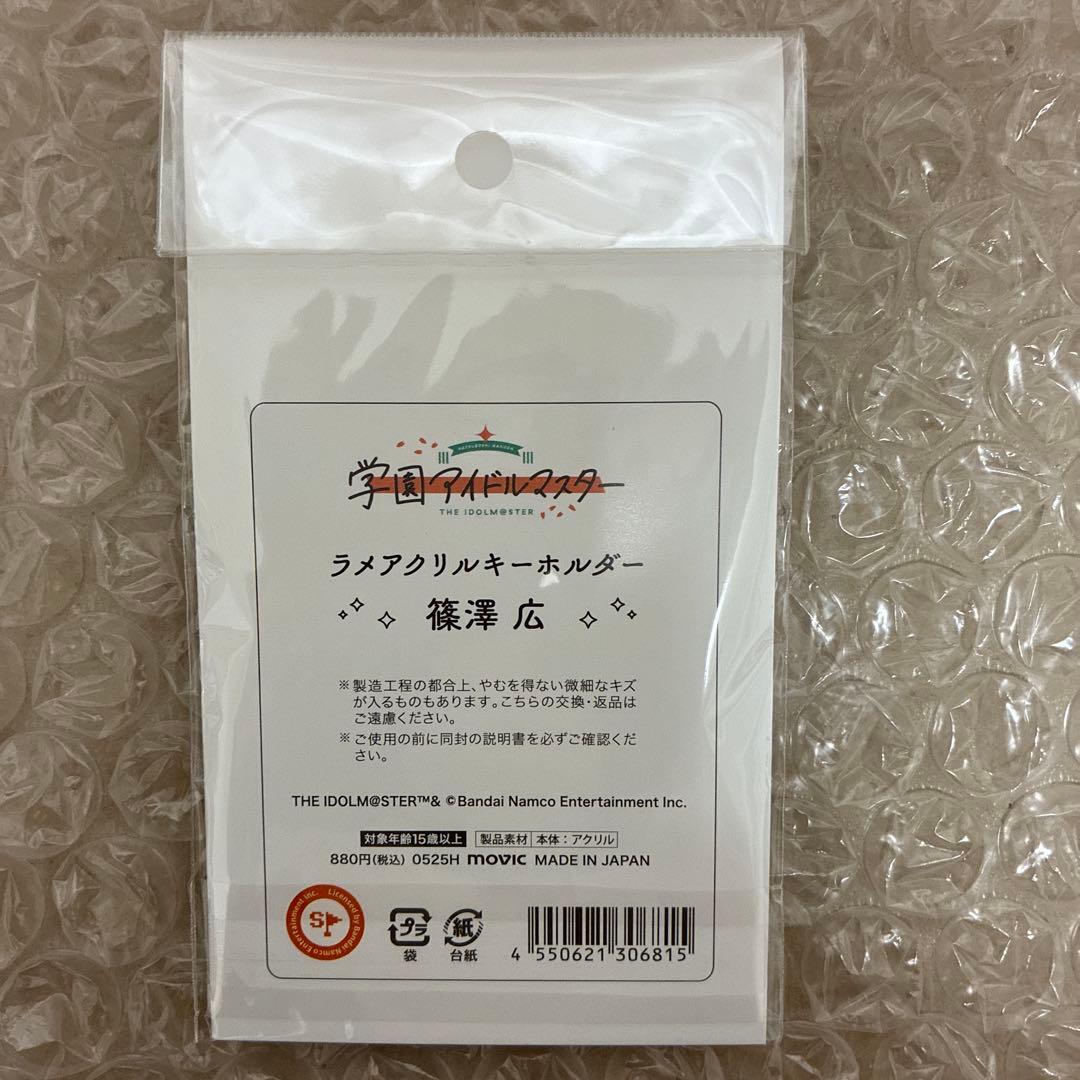 HATSUBOSHI GAKUEN
学園アイドルマスター
THE IDOLM@STER
ラメアクリルキーホルダー
篠澤 広
※製造工程の都合上、やむを得ない微細なキズ
が入るものもあります。こちらの交換・返品は
ご遠慮ください。
※ご使用の前に同封の説明書を必ずご確認くだ
さい。
THE IDOLM@STER™& ©Bandai Namco Entertainment Inc.
対象年齢15歳以上 製品素材 本体：アクリル
880円(税込) 0525H movic MADE IN JAPAN
Licensed by Bandai Namco Entertainment Inc.
SP
プラ
袋
紙
台紙
4 550621 306815